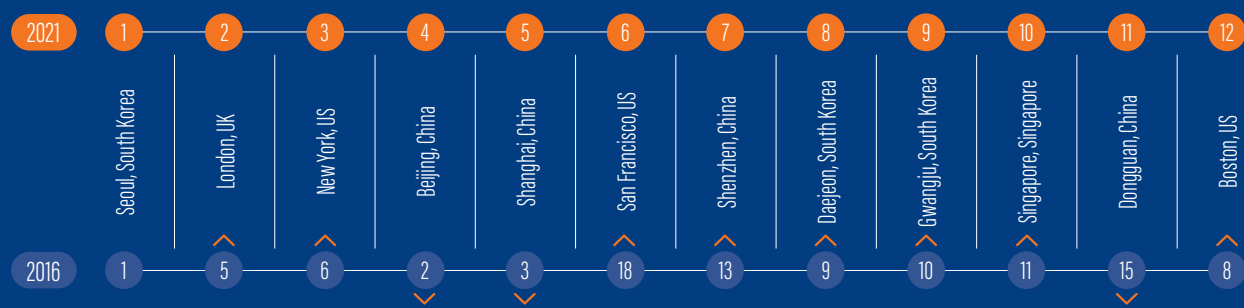 2021 1 2 3 4 5 6 7 8 9 10 11 12
Seoul, South Korea
London, UK
New York, US
Beijing, China
Shanghai, China
San Francisco, US
Shenzhen, China
Daejeon, South Korea
Gwangju, South Korea
Singapore, Singapore
Dongguan, China
Boston, US
2016 1 5 6 2 3 18 13 9 10 11 15 8